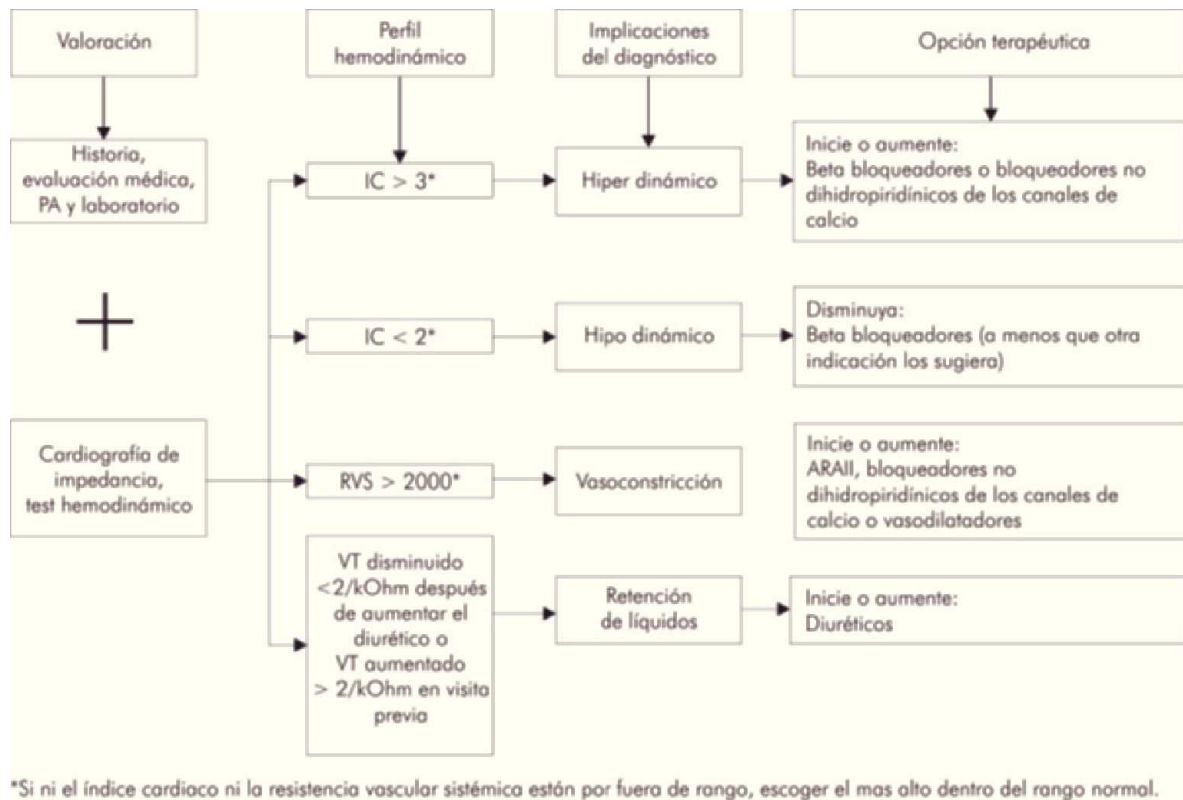 Valoración
Perfil
hemodinámico
Implicaciones
del diagnóstico
Opción terapéutica
Historia,
evaluación médica,
PA y laboratorio
IC > 3*
Hiper dinámico
Inicie o aumente:
Beta bloqueadores o bloqueadores no
dihidropiridínicos de los canales de
calcio
+
IC < 2*
Hipo dinámico
Disminuya:
Beta bloqueadores (a menos que otra
indicación los sugiera)
Cardiografía de
impedancia,
test hemodinámico
RVS > 2000*
Vasoconstricción
Inicie o aumente:
ARAII, bloqueadores no
dihidropiridínicos de los canales de
calcio o vasodilatadores
VT disminuido
<2/kOhm después
de aumentar el
diurético o
VT aumentado
> 2/kOhm en visita
previa
Retención
de líquidos
Inicie o aumente:
Diuréticos
*Si ni el índice cardiaco ni la resistencia vascular sistémica están por fuera de rango, escoger el mas alto dentro del rango normal.